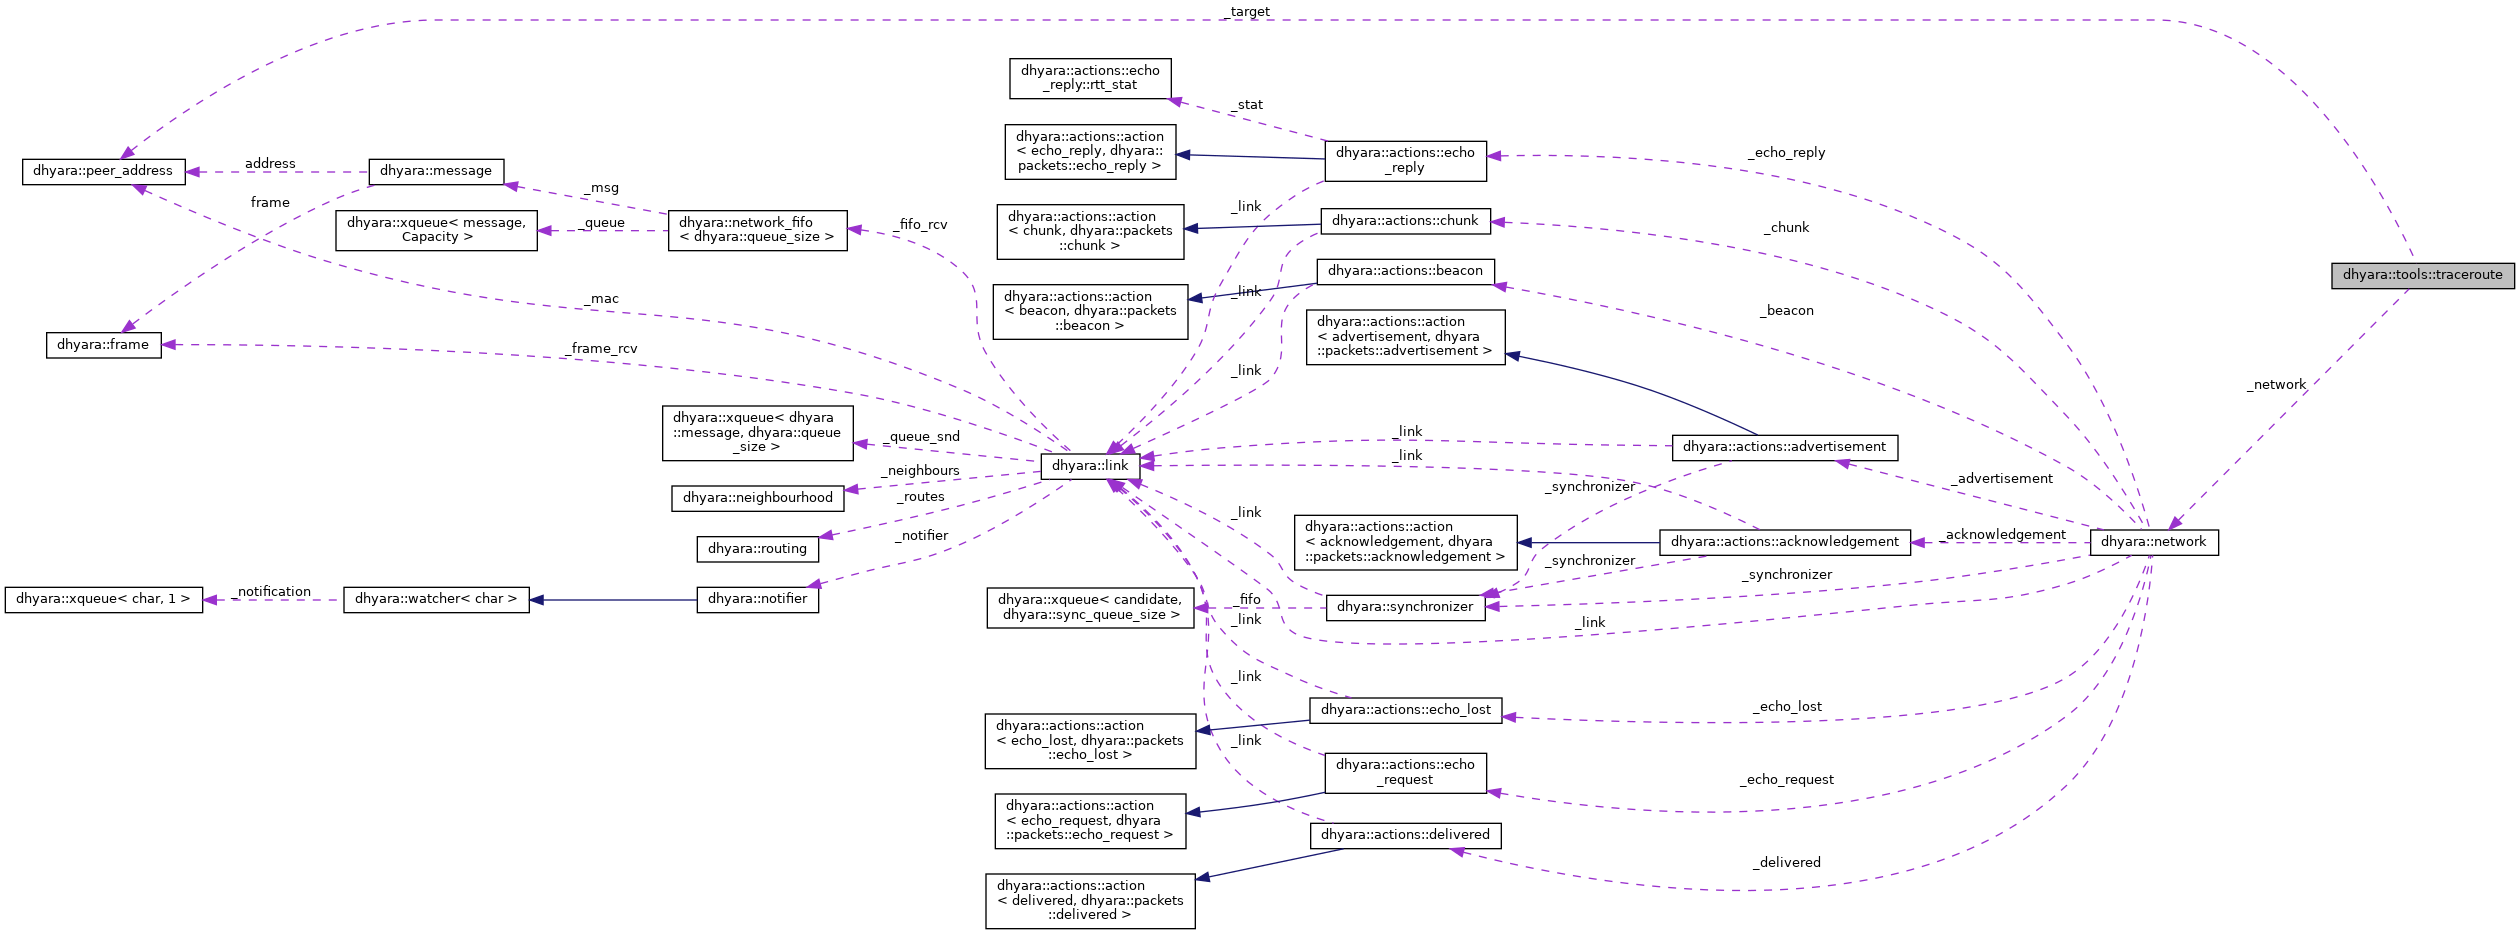 _target
dhyara::actions::echo
_reply::rtt_stat
_stat
dhyara::actions::action
< echo_reply, dhyara::
packets::echo_reply >
dhyara::actions::echo
_reply
_echo_reply
dhyara::peer_address
address
dhyara::message
frame
_msg
dhyara::xqueue< message,
Capacity >
_queue
dhyara::network_fifo
< dhyara::queue_size >
_fifo_rcv
_link
dhyara::actions::action
< chunk, dhyara::packets
::chunk >
dhyara::actions::chunk
_chunk
dhyara::actions::beacon
dhyara::tools::traceroute
_mac
_link
dhyara::actions::action
< beacon, dhyara::packets
::beacon >
_beacon
dhyara::actions::action
< advertisement, dhyara
::packets::advertisement >
dhyara::frame
_frame_rcv
_link
_network
dhyara::xqueue< dhyara
::message, dhyara::queue
_size >
_queue_snd
_link
dhyara::actions::advertisement
_link
dhyara::link
_neighbours
dhyara::neighbourhood
_routes
_synchronizer
_advertisement
_link
dhyara::actions::action
< acknowledgement, dhyara
::packets::acknowledgement >
dhyara::actions::acknowledgement
_acknowledgement
dhyara::network
_notifier
dhyara::routing
_synchronizer
_synchronizer
dhyara::xqueue< char, 1 >
_notification
dhyara::watcher< char >
dhyara::notifier
dhyara::xqueue< candidate,
dhyara::sync_queue_size >
_fifo
dhyara::synchronizer
_link
_link
_link
dhyara::actions::echo_lost
_echo_lost
dhyara::actions::action
< echo_lost, dhyara::packets
::echo_lost >
_link
dhyara::actions::echo
_request
_echo_request
dhyara::actions::action
< echo_request, dhyara
::packets::echo_request >
dhyara::actions::delivered
_delivered
dhyara::actions::action
< delivered, dhyara::packets
::delivered >